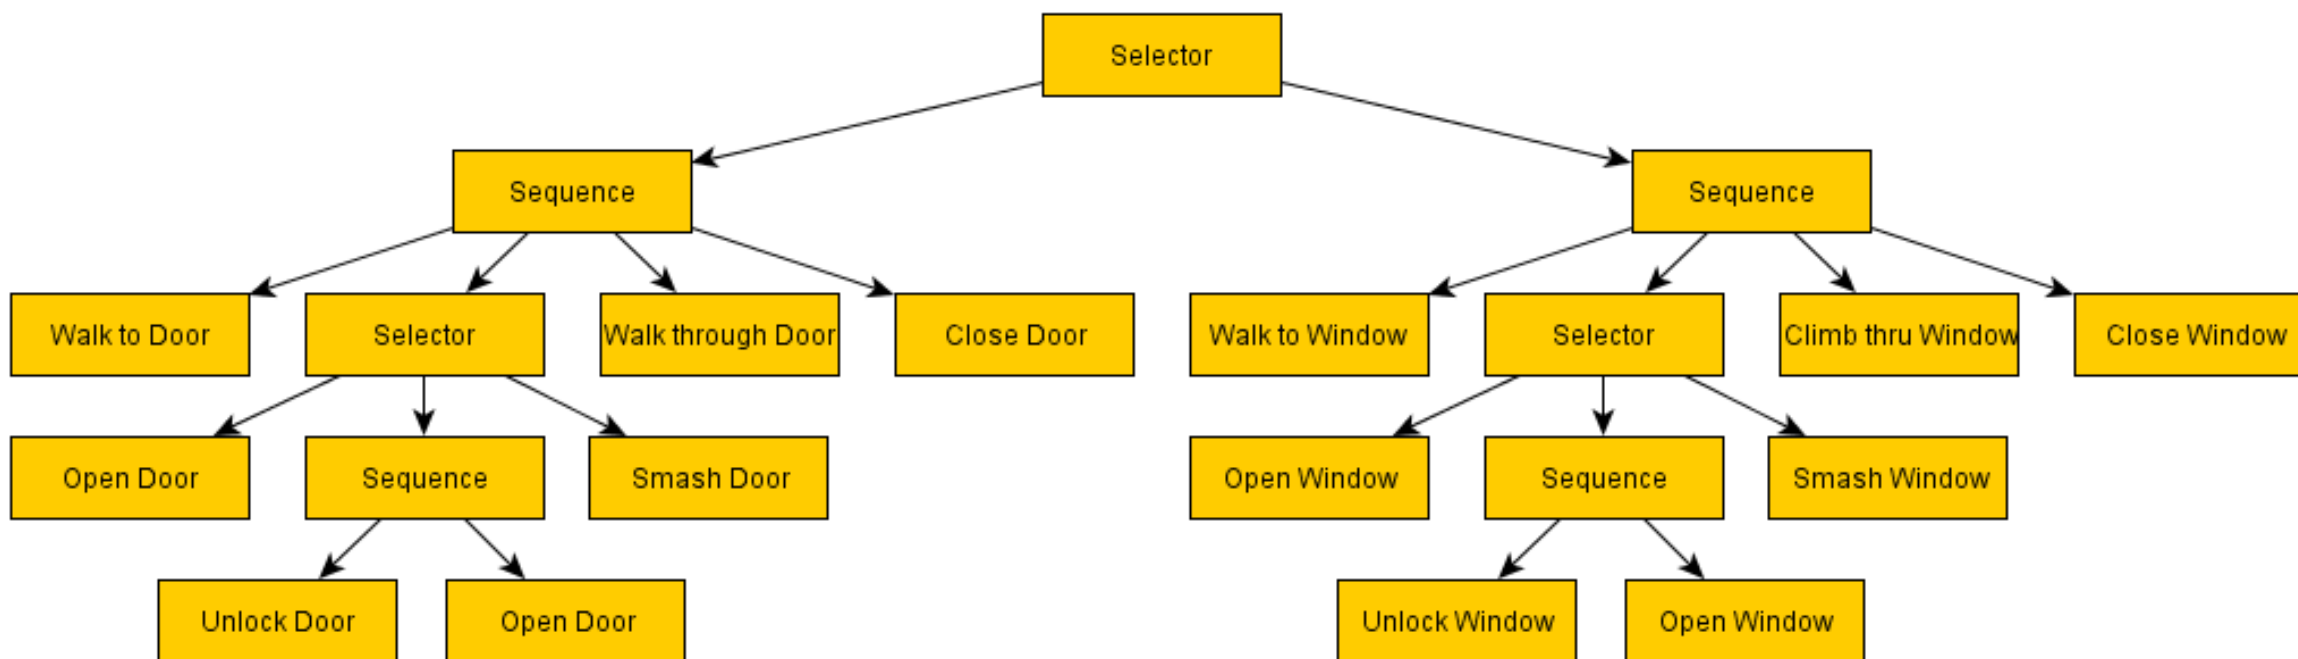 Selector
Sequence
Sequence
Walk to Door
Selector
Walk through Door
Close Door
Walk to Window
Selector
Climb thru Window
Close Window
Open Door
Sequence
Smash Door
Open Window
Sequence
Smash Window
Unlock Door
Open Door
Unlock Window
Open Window